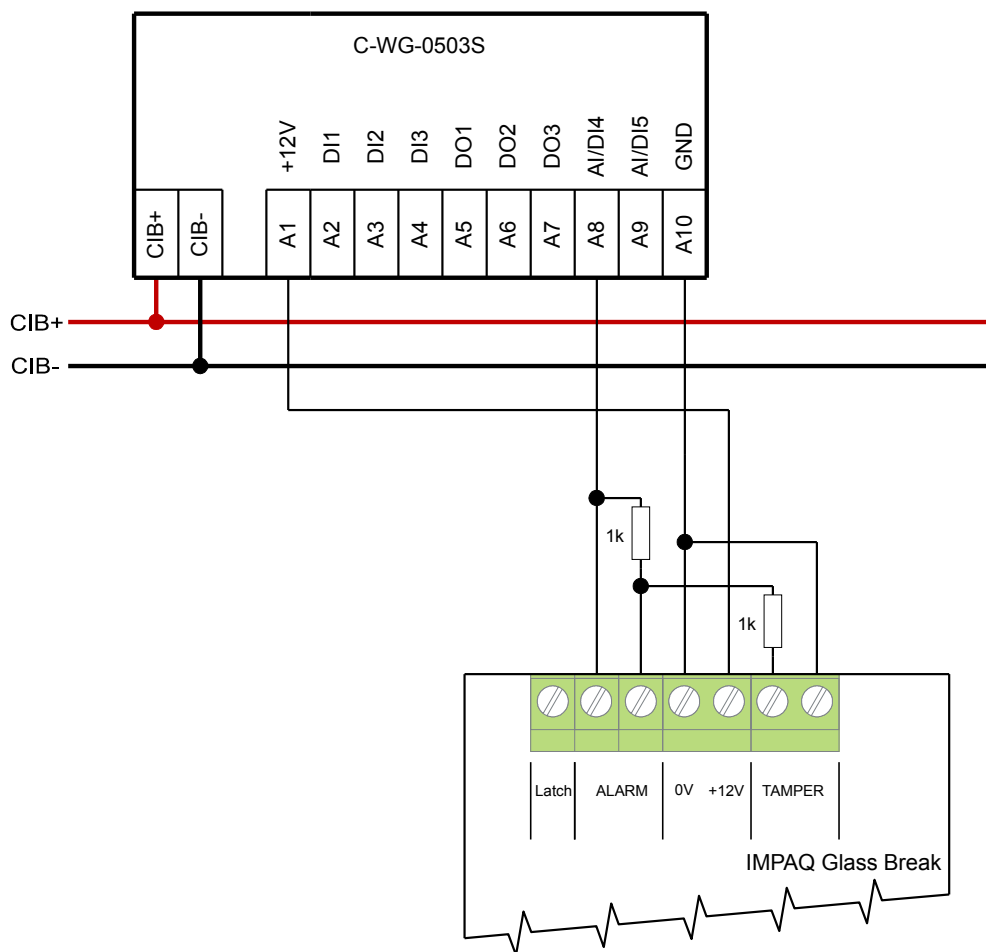 C-WG-0503S
+12V DI1 DI2 DI3 DO1 DO2 DO3 AI/DI4 AI/DI5 GND
CIB+ CIB- A1 A2 A3 A4 A5 A6 A7 A8 A9 A10
CIB+
CIB-
1k
1k
Latch ALARM 0V +12V TAMPER
IMPAQ Glass Break